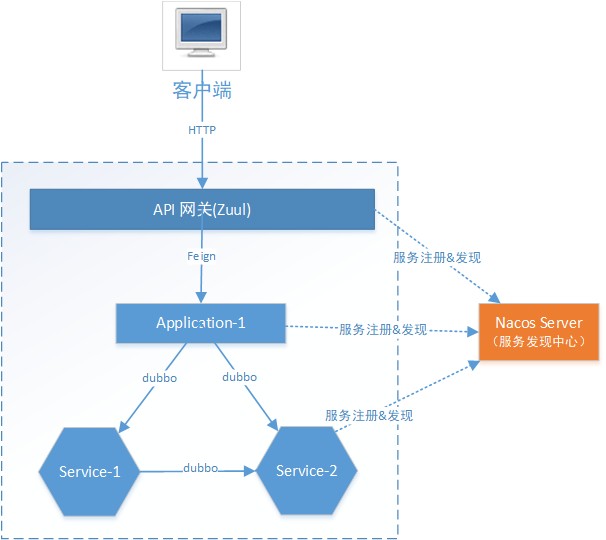 客户端
HTTP
API 网关(Zuul)
Feign
服务注册&发现
Application-1
服务注册&发现
Nacos Server
（服务发现中心）
dubbo
dubbo
服务注册&发现
Service-1
dubbo
Service-2